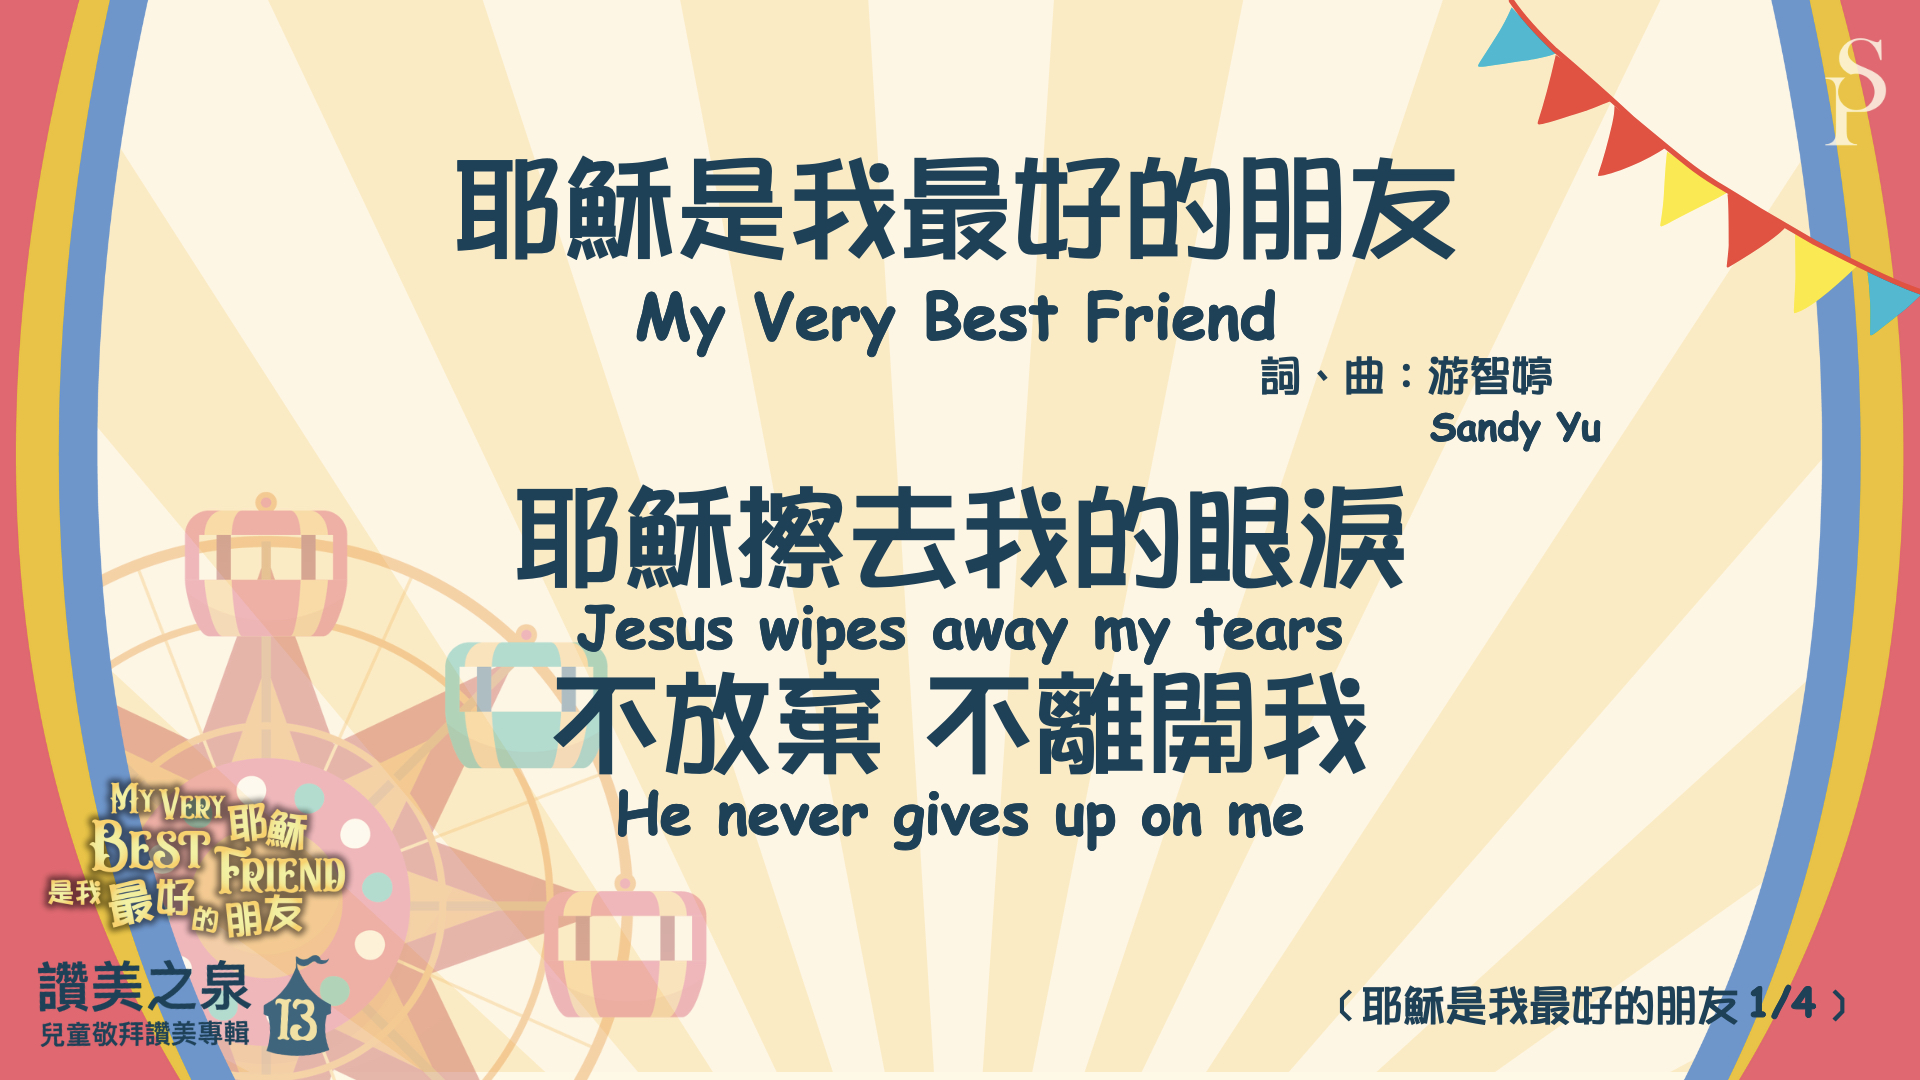 耶穌是我最好的朋友
My Very Best Friend
詞、曲：游智婷
Sandy Yu
耶穌擦去我的眼淚
Jesus wipes away my tears
不放棄 不離開我
He never gives up on me
MY VERY
BEST 耶穌
FRIEND
是我最好的朋友
讚美之泉
兒童敬拜讚美專輯
13
（耶穌是我最好的朋友 1/4 ）
SP